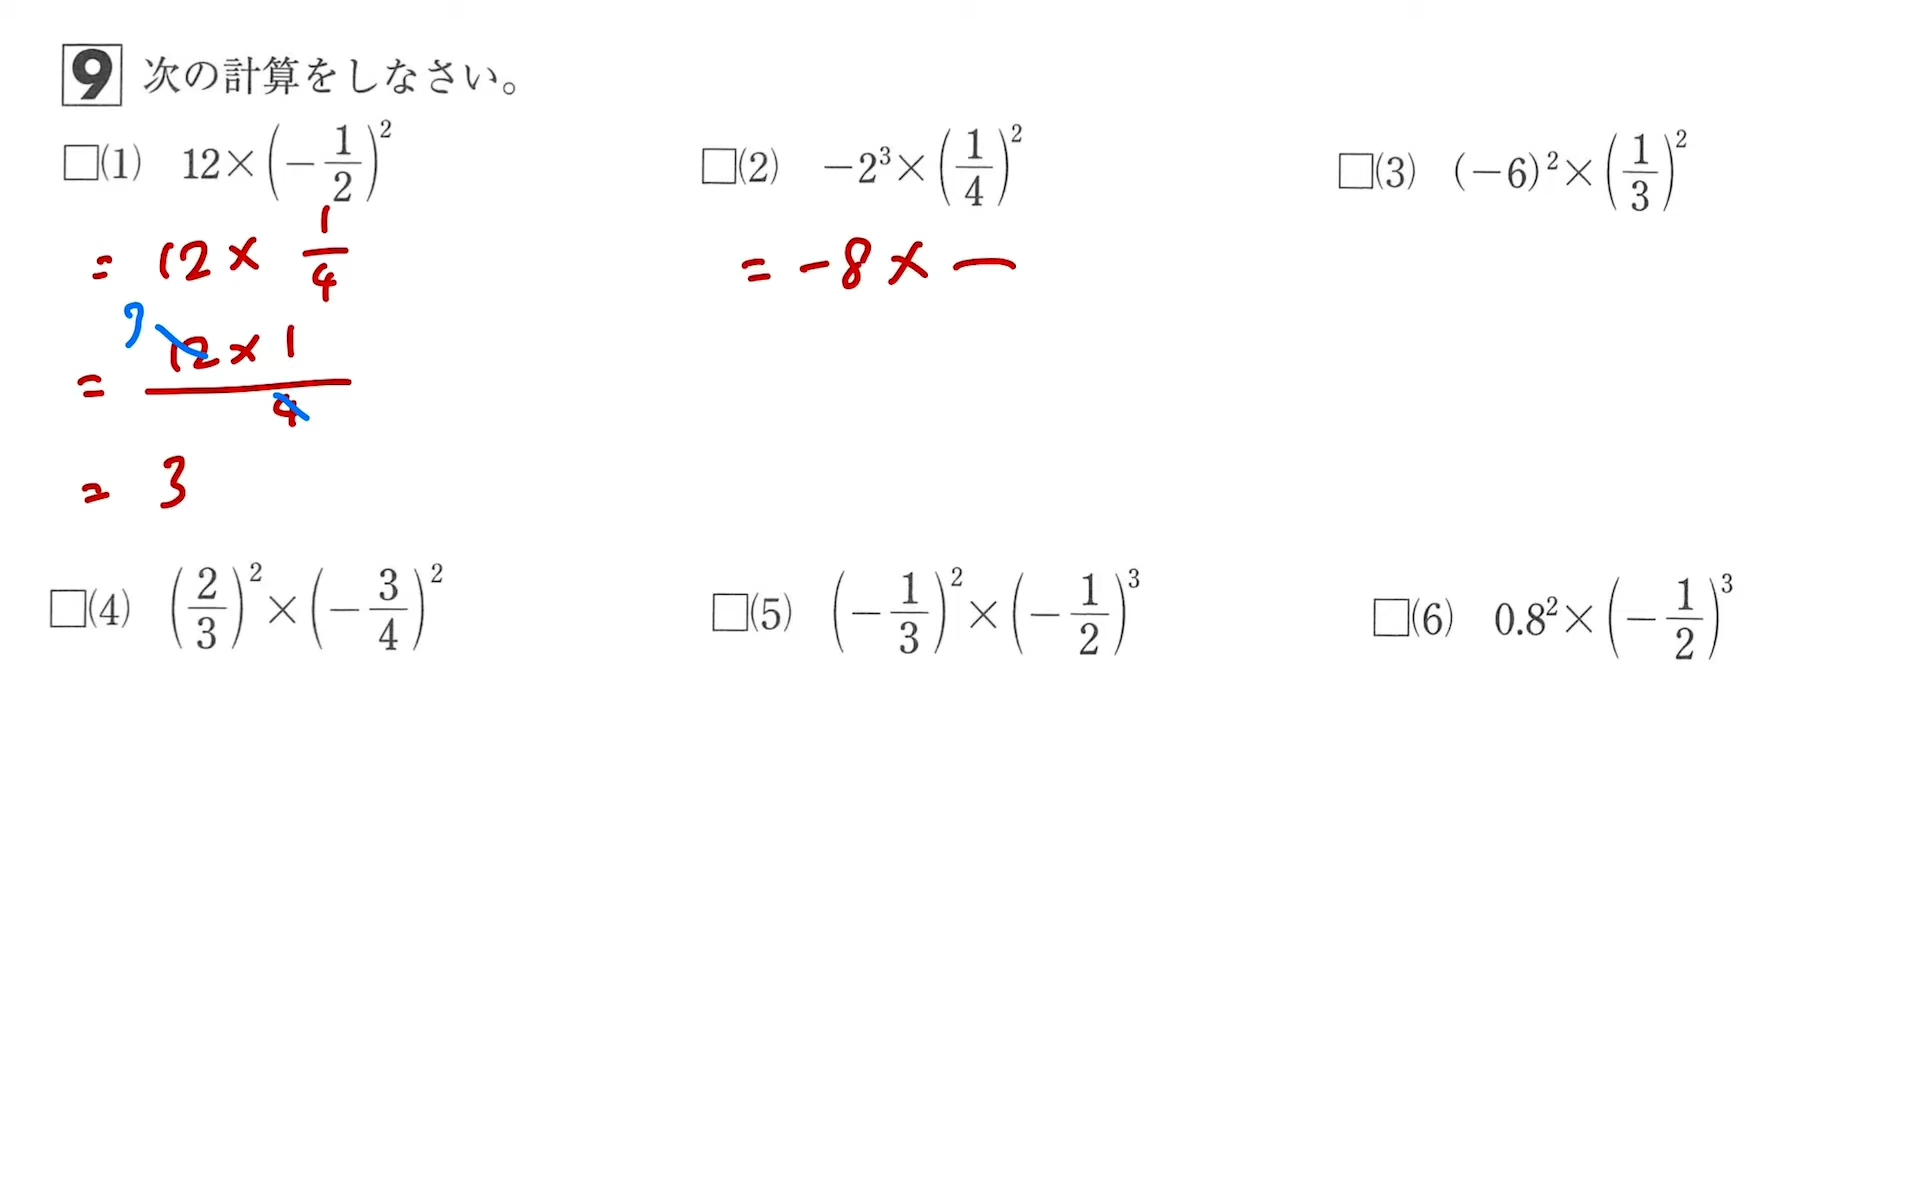 9 次の計算をしなさい。
□(1) 12×(−1/2)²
= 12 × 1/4
3
= 12 × 1 / 4
= 3
□(2) −2³×(1/4)²
= -8 × —
□(3) (−6)²×(1/3)²
□(4) (2/3)²×(−3/4)²
□(5) (−1/3)²×(−1/2)³
□(6) 0.8²×(−1/2)³